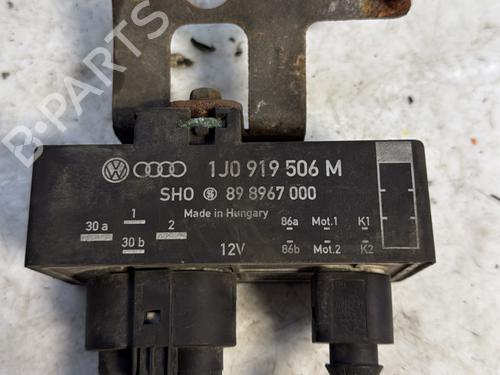 B-PARTS
1J0 919 506 M
SHO 89 8967 000
Made in Hungary
30 a 1 2 86a Mot.1 K1
30 b 12V 86b Mot.2 K2